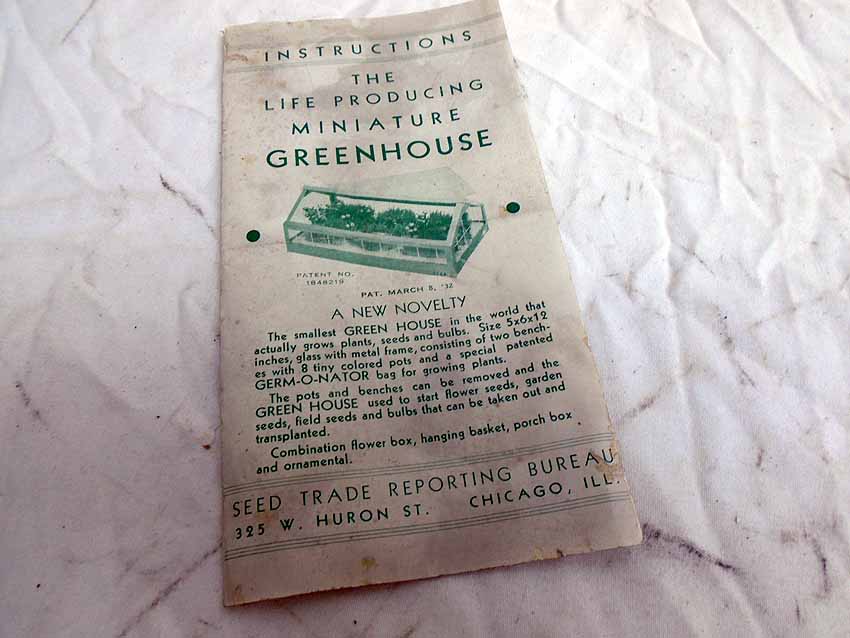 INSTRUCTIONS
THE
LIFE PRODUCING
MINIATURE
GREENHOUSE
PATENT NO.
1848219
PAT. MARCH 8, '32
A NEW NOVELTY
The smallest GREEN HOUSE in the world that
actually grows plants, seeds and bulbs. Size 5x6x12
inches, glass with metal frame, consisting of two bench-
es with 8 tiny colored pots and a special patented
GERM-O-NATOR bag for growing plants.
The pots and benches can be removed and the
GREEN HOUSE used to start flower seeds, garden
seeds, field seeds and bulbs that can be taken out and
transplanted.
Combination flower box, hanging basket, porch box
and ornamental.
SEED TRADE REPORTING BUREAU
325 W. HURON ST. CHICAGO, ILL.